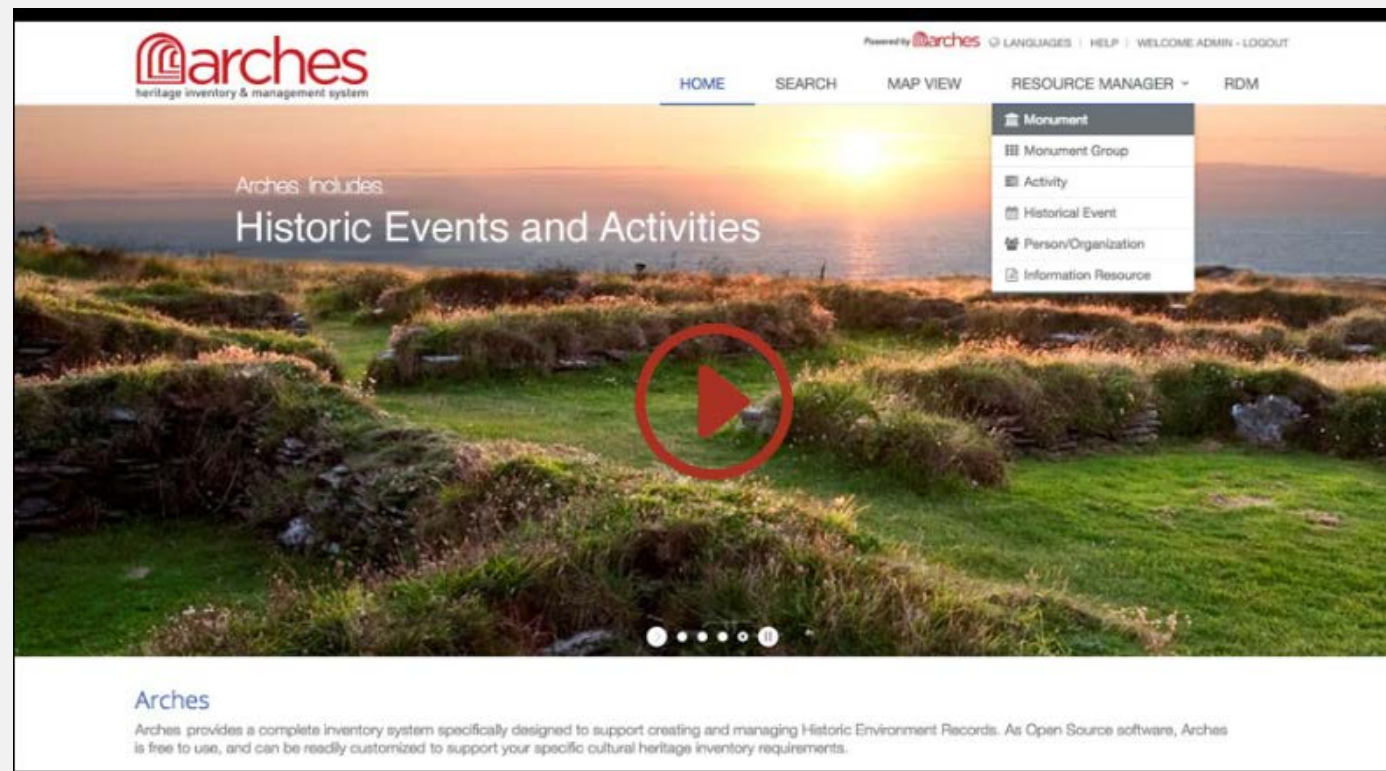 arches
heritage inventory & management system
Powered by arches LANGUAGES | HELP | WELCOME ADMIN - LOGOUT
HOME SEARCH MAP VIEW RESOURCE MANAGER RDM
Monument
Monument Group
Activity
Historical Event
Person/Organization
Information Resource
Arches Includes
Historic Events and Activities
Arches
Arches provides a complete inventory system specifically designed to support creating and managing Historic Environment Records. As Open Source software, Arches
is free to use, and can be readily customized to support your specific cultural heritage inventory requirements.